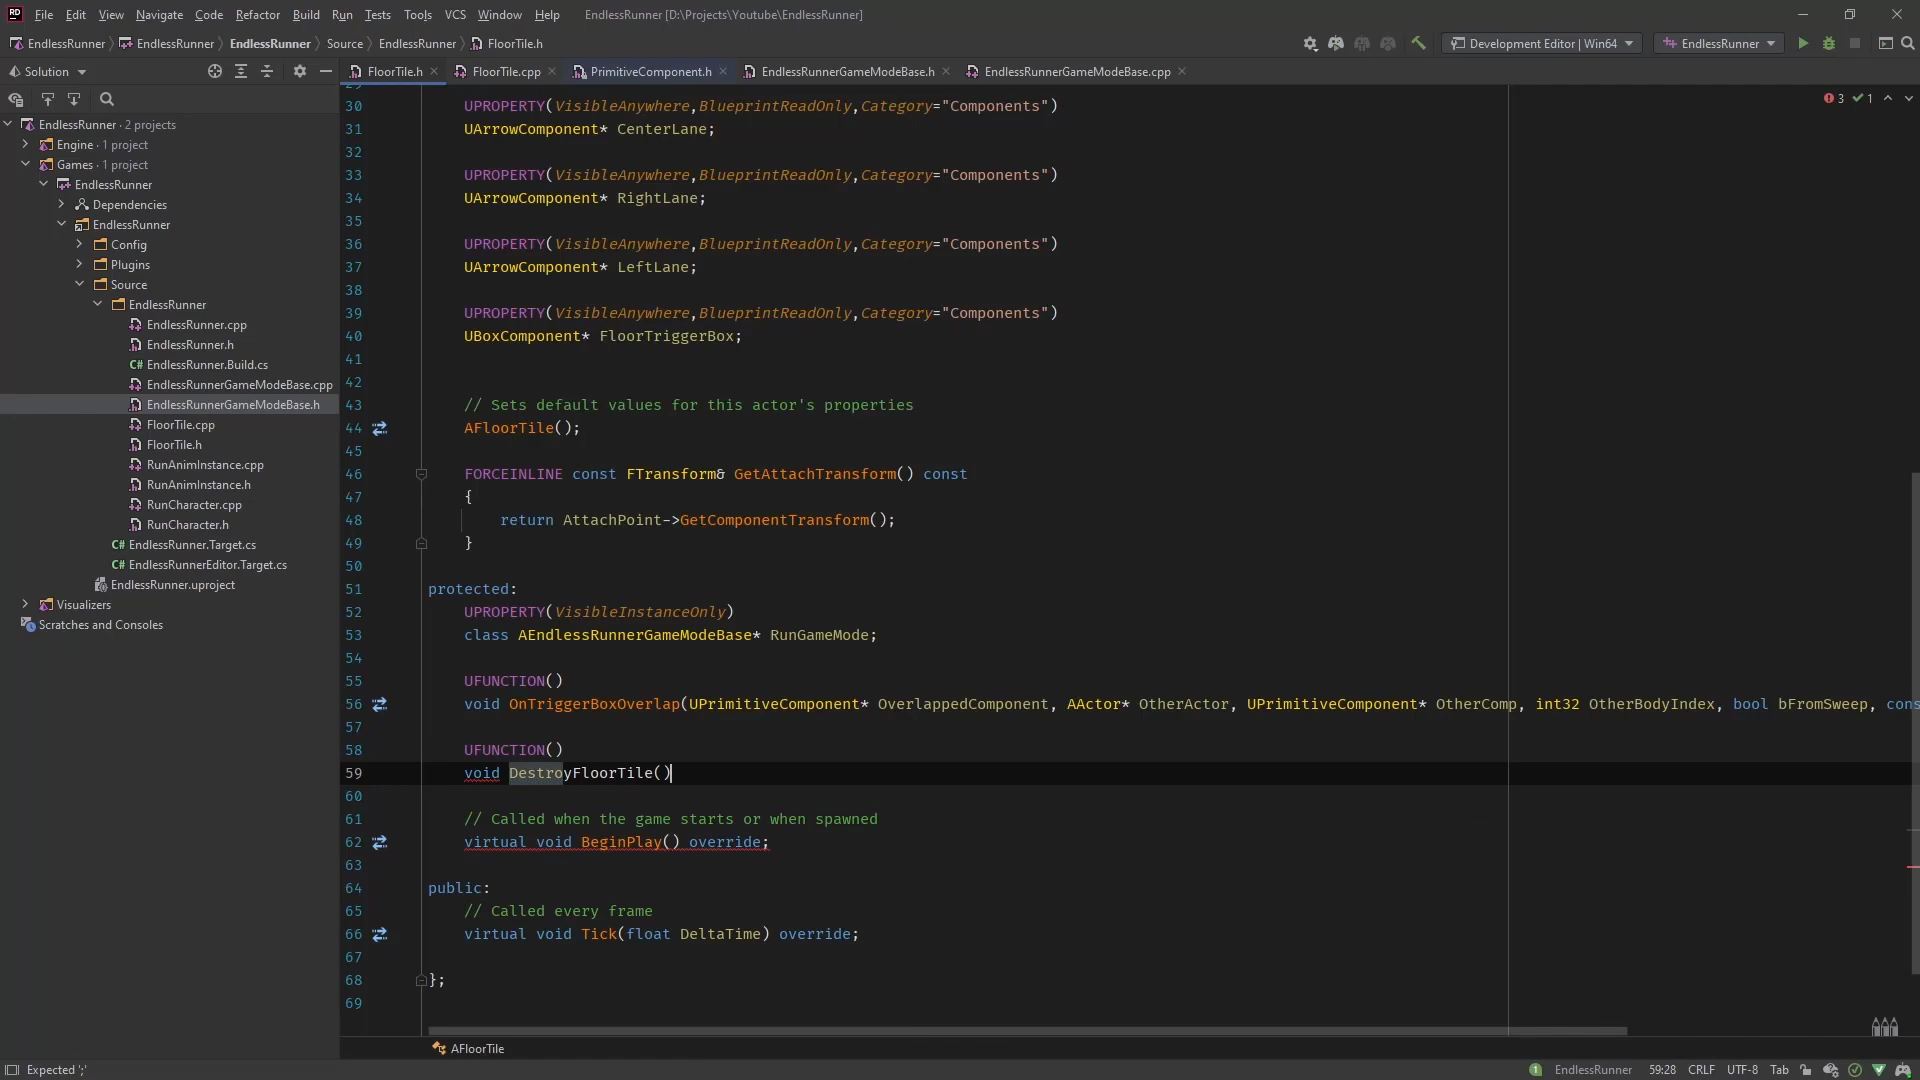 RD File Edit View Navigate Code Refactor Build Run Tests Tools VCS Window Help EndlessRunner [D:\Projects\Youtube\EndlessRunner]
EndlessRunner EndlessRunner EndlessRunner Source EndlessRunner FloorTile.h
Development Editor | Win64 EndlessRunner
Solution
FloorTile.h FloorTile.cpp PrimitiveComponent.h EndlessRunnerGameModeBase.h EndlessRunnerGameModeBase.cpp
3 1
EndlessRunner · 2 projects
Engine · 1 project
Games · 1 project
EndlessRunner
Dependencies
EndlessRunner
Config
Plugins
Source
EndlessRunner
EndlessRunner.cpp
EndlessRunner.h
C# EndlessRunner.Build.cs
EndlessRunnerGameModeBase.cpp
EndlessRunnerGameModeBase.h
FloorTile.cpp
FloorTile.h
RunAnimInstance.cpp
RunAnimInstance.h
RunCharacter.cpp
RunCharacter.h
C# EndlessRunner.Target.cs
C# EndlessRunnerEditor.Target.cs
EndlessRunner.uproject
Visualizers
Scratches and Consoles
30 UPROPERTY(VisibleAnywhere,BlueprintReadOnly,Category="Components")
31 UArrowComponent* CenterLane;
32
33 UPROPERTY(VisibleAnywhere,BlueprintReadOnly,Category="Components")
34 UArrowComponent* RightLane;
35
36 UPROPERTY(VisibleAnywhere,BlueprintReadOnly,Category="Components")
37 UArrowComponent* LeftLane;
38
39 UPROPERTY(VisibleAnywhere,BlueprintReadOnly,Category="Components")
40 UBoxComponent* FloorTriggerBox;
41
42
43 // Sets default values for this actor's properties
44 AFloorTile();
45
46 FORCEINLINE const FTransform& GetAttachTransform() const
47 {
48 return AttachPoint->GetComponentTransform();
49 }
50
51 protected:
52 UPROPERTY(VisibleInstanceOnly)
53 class AEndlessRunnerGameModeBase* RunGameMode;
54
55 UFUNCTION()
56 void OnTriggerBoxOverlap(UPrimitiveComponent* OverlappedComponent, AActor* OtherActor, UPrimitiveComponent* OtherComp, int32 OtherBodyIndex, bool bFromSweep, cons
57
58 UFUNCTION()
59 void DestroyFloorTile()
60
61 // Called when the game starts or when spawned
62 virtual void BeginPlay() override;
63
64 public:
65 // Called every frame
66 virtual void Tick(float DeltaTime) override;
67
68 };
69
AFloorTile
Expected ';' 1 EndlessRunner 59:28 CRLF UTF-8 Tab